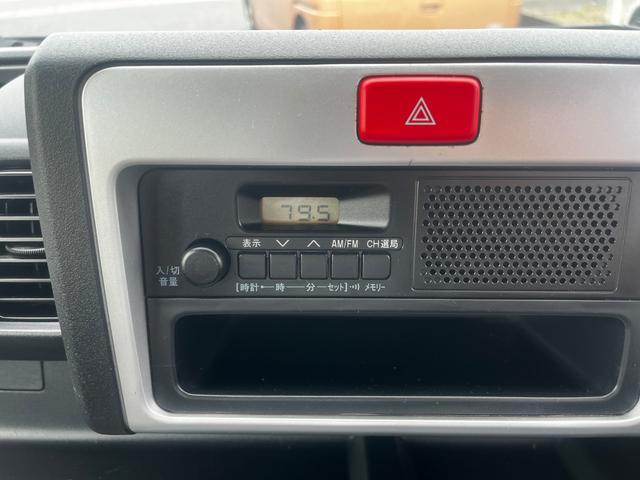 79.5
表示 ∨ ∧ AM/FM CH選局
入/切
音量
[時計 時 分 セット] メモリー